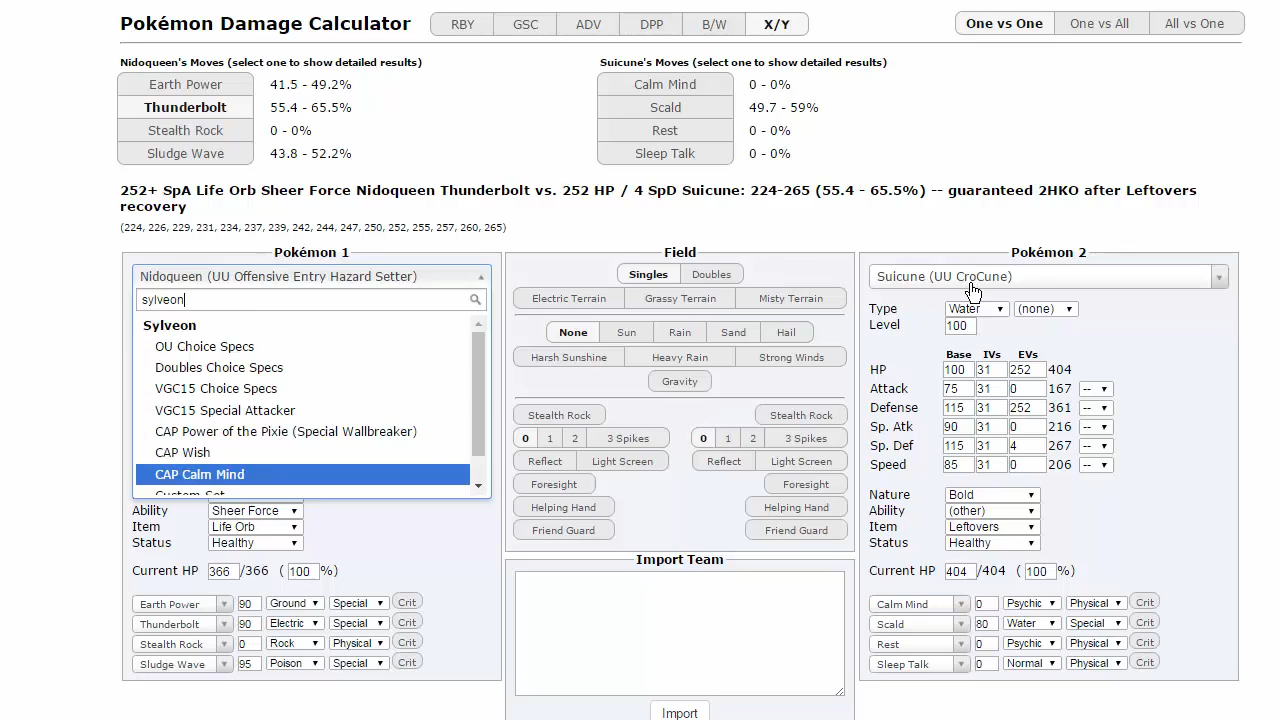 Pokémon Damage Calculator
RBY GSC ADV DPP B/W X/Y
One vs One One vs All All vs One
Nidoqueen's Moves (select one to show detailed results)
Earth Power 41.5 - 49.2%
Thunderbolt 55.4 - 65.5%
Stealth Rock 0 - 0%
Sludge Wave 43.8 - 52.2%
Suicune's Moves (select one to show detailed results)
Calm Mind 0 - 0%
Scald 49.7 - 59%
Rest 0 - 0%
Sleep Talk 0 - 0%
252+ SpA Life Orb Sheer Force Nidoqueen Thunderbolt vs. 252 HP / 4 SpD Suicune: 224-265 (55.4 - 65.5%) -- guaranteed 2HKO after Leftovers
recovery
(224, 226, 229, 231, 234, 237, 239, 242, 244, 247, 250, 252, 255, 257, 260, 265)
Pokémon 1
Nidoqueen (UU Offensive Entry Hazard Setter)
sylveon
Sylveon
OU Choice Specs
Doubles Choice Specs
VGC15 Choice Specs
VGC15 Special Attacker
CAP Power of the Pixie (Special Wallbreaker)
CAP Wish
CAP Calm Mind
Custom Set
Ability Sheer Force
Item Life Orb
Status Healthy
Current HP 366 /366 ( 100 %)
Earth Power 90 Ground Special Crit
Thunderbolt 90 Electric Special Crit
Stealth Rock 0 Rock Physical Crit
Sludge Wave 95 Poison Special Crit
Field
Singles Doubles
Electric Terrain Grassy Terrain Misty Terrain
None Sun Rain Sand Hail
Harsh Sunshine Heavy Rain Strong Winds
Gravity
Stealth Rock Stealth Rock
0 1 2 3 Spikes 0 1 2 3 Spikes
Reflect Light Screen Reflect Light Screen
Foresight Foresight
Helping Hand Helping Hand
Friend Guard Friend Guard
Import Team
Import
Pokémon 2
Suicune (UU CroCune)
Type Water (none)
Level 100
Base IVs EVs
HP 100 31 252 404
Attack 75 31 0 167 --
Defense 115 31 252 361 --
Sp. Atk 90 31 0 216 --
Sp. Def 115 31 4 267 --
Speed 85 31 0 206 --
Nature Bold
Ability (other)
Item Leftovers
Status Healthy
Current HP 404 /404 ( 100 %)
Calm Mind 0 Psychic Physical Crit
Scald 80 Water Special Crit
Rest 0 Psychic Physical Crit
Sleep Talk 0 Normal Physical Crit